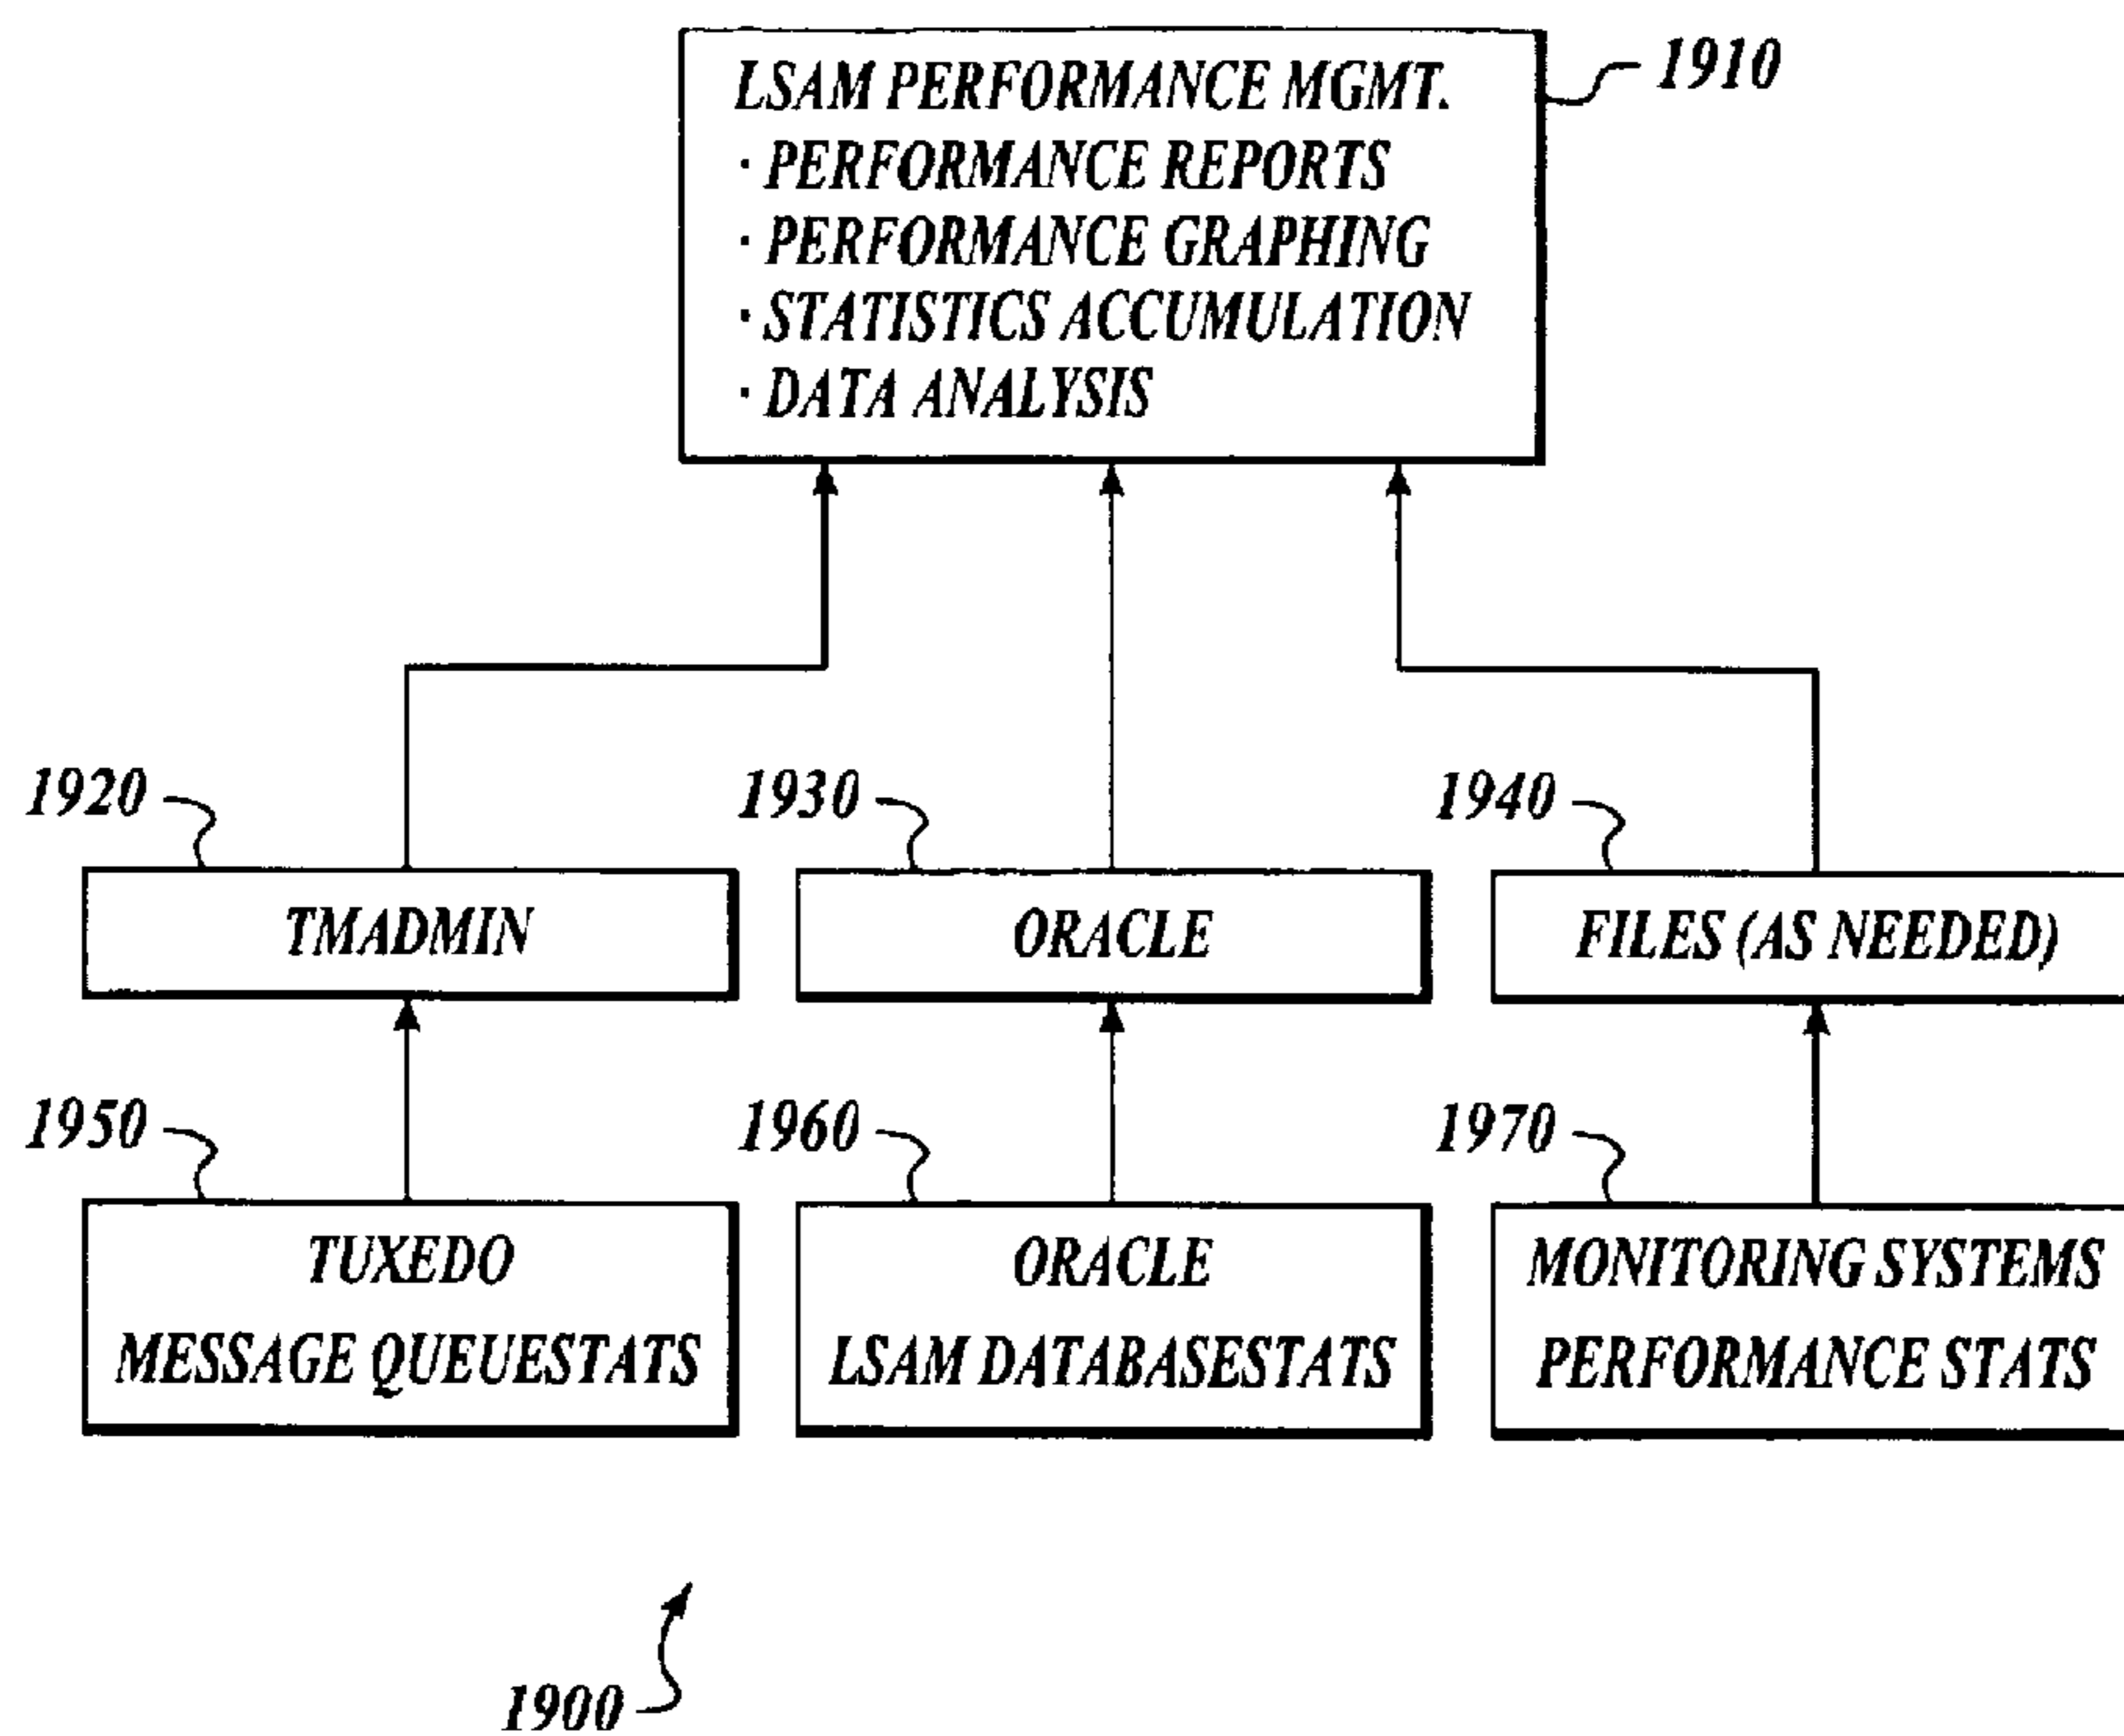 LSAM PERFORMANCE MGMT.
· PERFORMANCE REPORTS
· PERFORMANCE GRAPHING
· STATISTICS ACCUMULATION
· DATA ANALYSIS
1910
1920
1930
1940
TMADMIN
ORACLE
FILES (AS NEEDED)
1950
1960
1970
TUXEDO
MESSAGE QUEUESTATS
ORACLE
LSAM DATABASESTATS
MONITORING SYSTEMS
PERFORMANCE STATS
1900